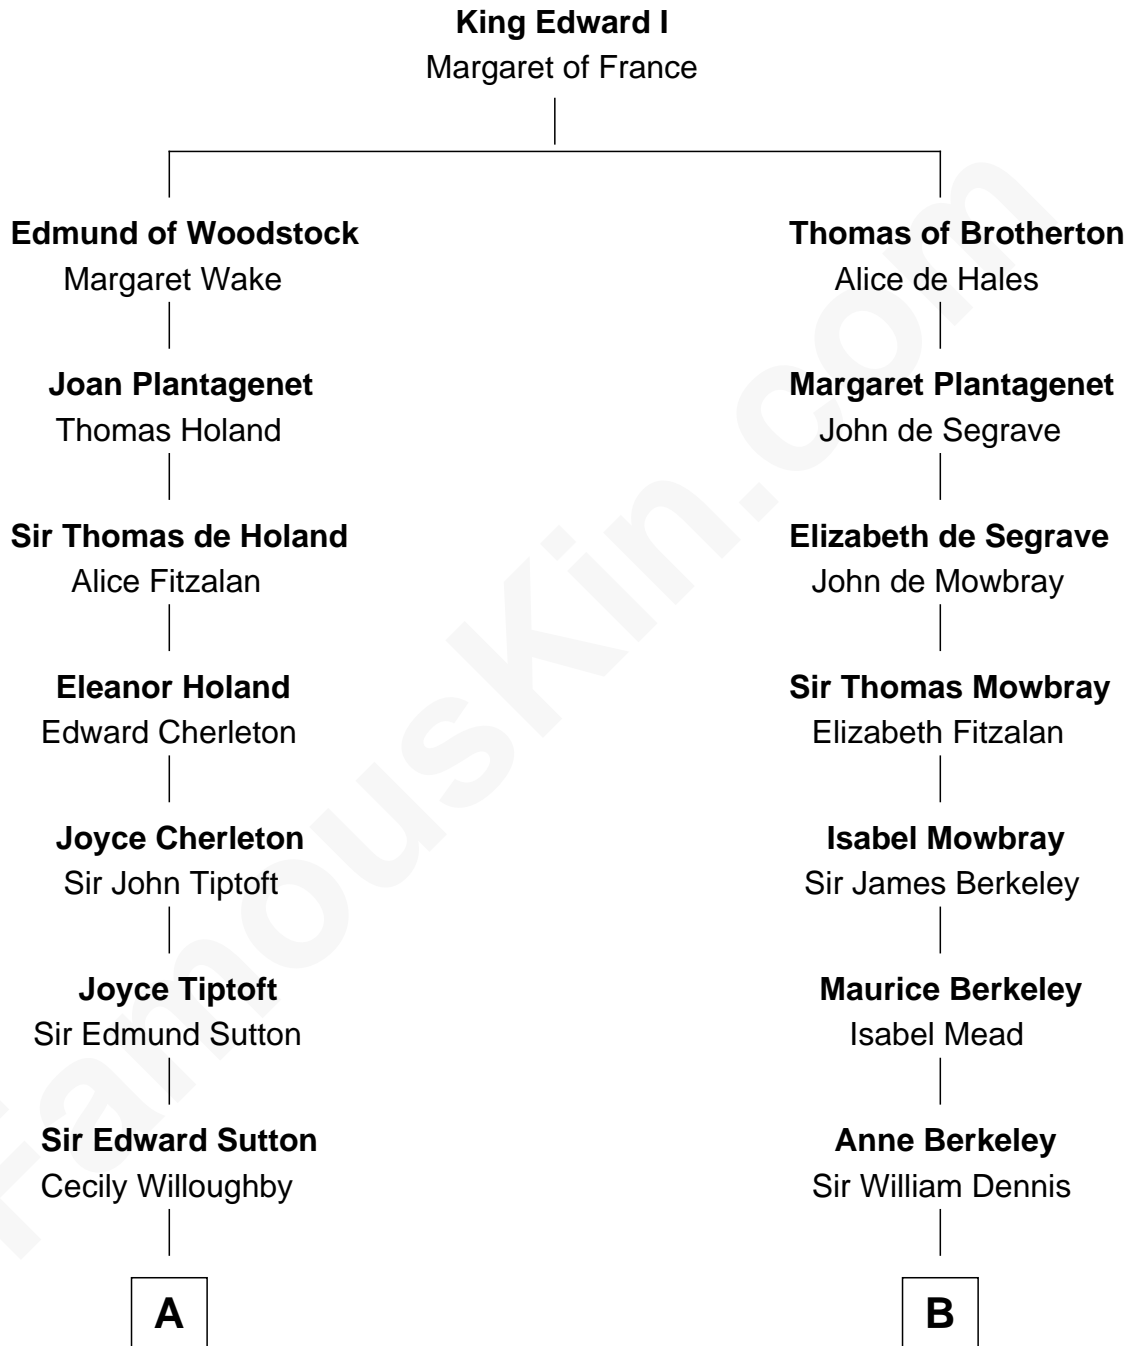 King Edward I
Margaret of France
Edmund of Woodstock
Margaret Wake
Thomas of Brotherton
Alice de Hales
Joan Plantagenet
Thomas Holand
Margaret Plantagenet
John de Segrave
Sir Thomas de Holand
Alice Fitzalan
Elizabeth de Segrave
John de Mowbray
Eleanor Holand
Edward Cherleton
Sir Thomas Mowbray
Elizabeth Fitzalan
Joyce Cherleton
Sir John Tiptoft
Isabel Mowbray
Sir James Berkeley
Joyce Tiptoft
Sir Edmund Sutton
Maurice Berkeley
Isabel Mead
Sir Edward Sutton
Cecily Willoughby
Anne Berkeley
Sir William Dennis
A
B
FamousKin.com